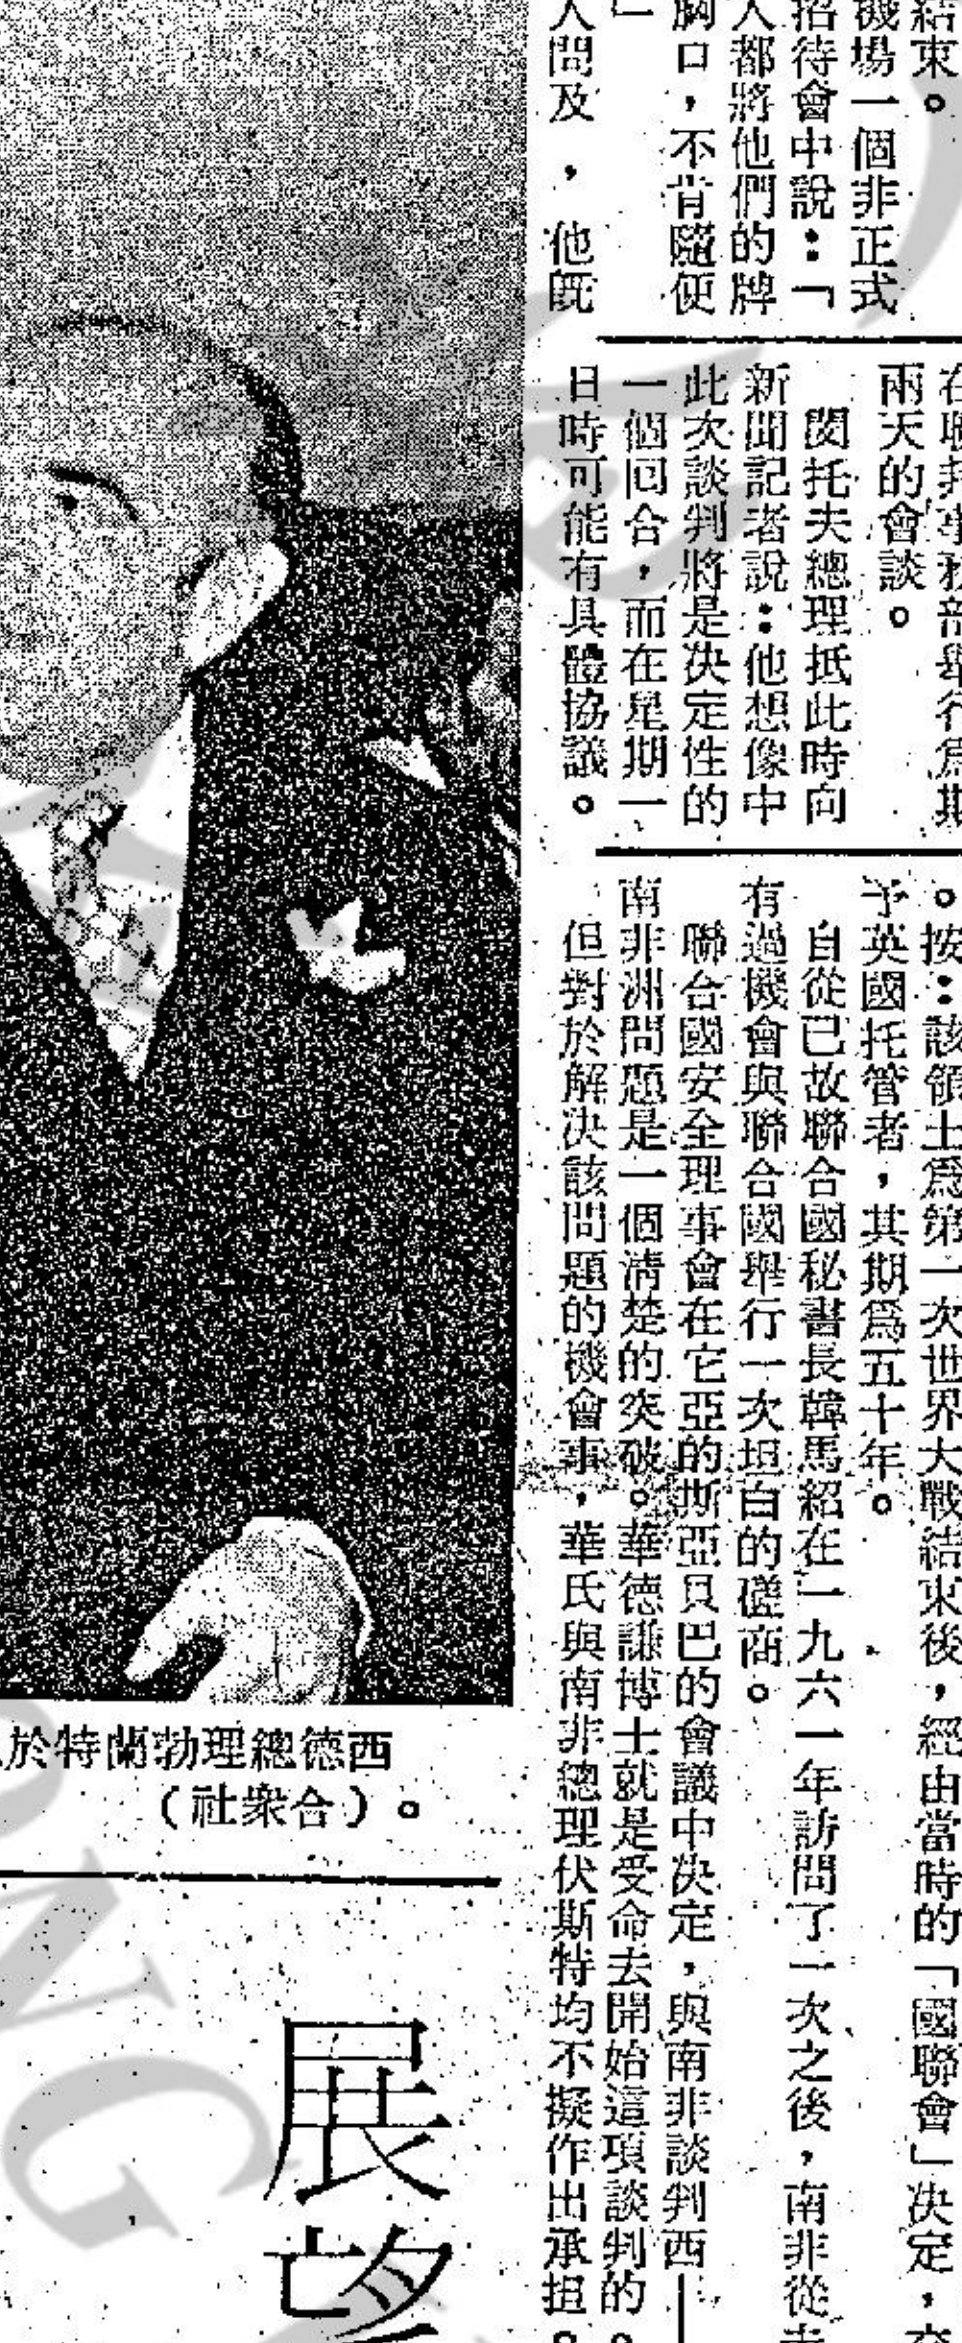 結束。
機場一個非正式
招待會中說：「
人都將他們的牌
胸口，不肯隨便
」
人問及，他旣
兩天的會談。
閔托夫總理抵此時向
新聞記者說：他想像中
此次談判將是決定性的
一個回合，而在星期一
日時可能有具體協議。
。按：該領土爲第一次世界大戰結束後，經由當時的「國聯會」決定，交
予英國托管者，其期爲五十年。
自從已故聯合國秘書長韓馬紹在一九六一年訪問了一次之後，南非從未
有過機會與聯合國舉行一次坦白的磋商。
聯合國安全理事會在它亞的斯亞貝巴的會議中決定，與南非談判西—
南非洲問題是一個清楚的突破。華德謙博士就是受命去開始這項談判的。
但對於解決該問題的機會事，華氏與南非總理伏斯特均不擬作出承担。
西德總理勃蘭特於
。（合衆社）
展望